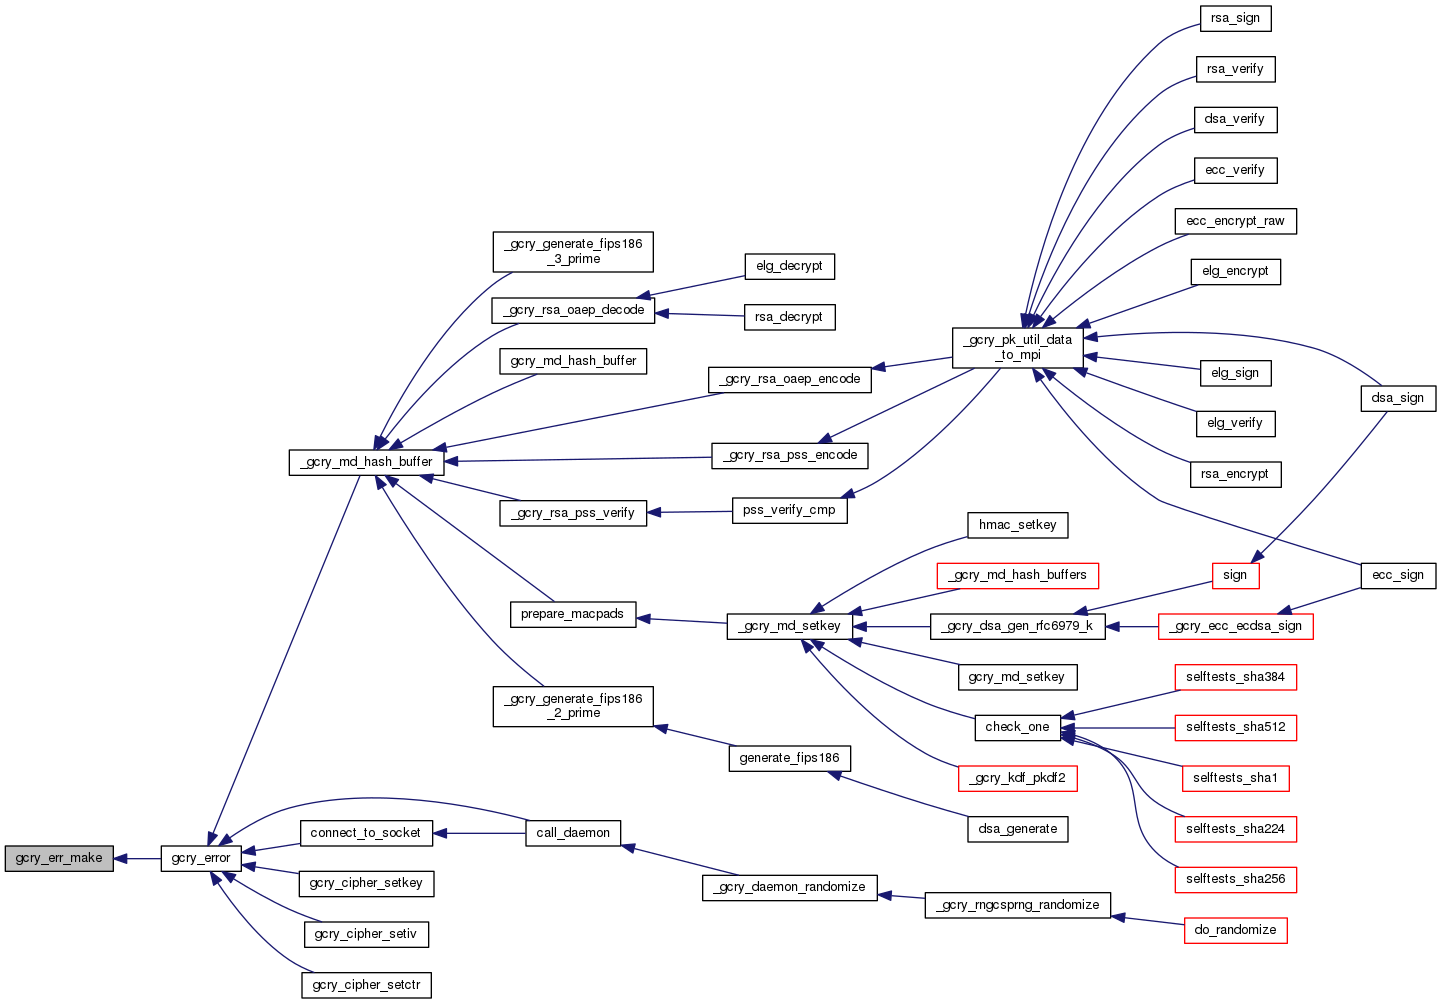 rsa_sign
rsa_verify
dsa_verify
ecc_verify
ecc_encrypt_raw
_gcry_generate_fips186
_3_prime
elg_decrypt
elg_encrypt
_gcry_rsa_oaep_decode
rsa_decrypt
_gcry_pk_util_data
_to_mpi
gcry_md_hash_buffer
_gcry_rsa_oaep_encode
elg_sign
dsa_sign
elg_verify
_gcry_md_hash_buffer
_gcry_rsa_pss_encode
rsa_encrypt
_gcry_rsa_pss_verify
pss_verify_cmp
hmac_setkey
_gcry_md_hash_buffers
sign
ecc_sign
prepare_macpads
_gcry_md_setkey
_gcry_dsa_gen_rfc6979_k
_gcry_ecc_ecdsa_sign
gcry_md_setkey
selftests_sha384
_gcry_generate_fips186
_2_prime
check_one
selftests_sha512
generate_fips186
_gcry_kdf_pkdf2
selftests_sha1
dsa_generate
selftests_sha224
connect_to_socket
call_daemon
gcry_err_make
gcry_error
gcry_cipher_setkey
_gcry_daemon_randomize
selftests_sha256
_gcry_rngcsprng_randomize
gcry_cipher_setiv
do_randomize
gcry_cipher_setctr